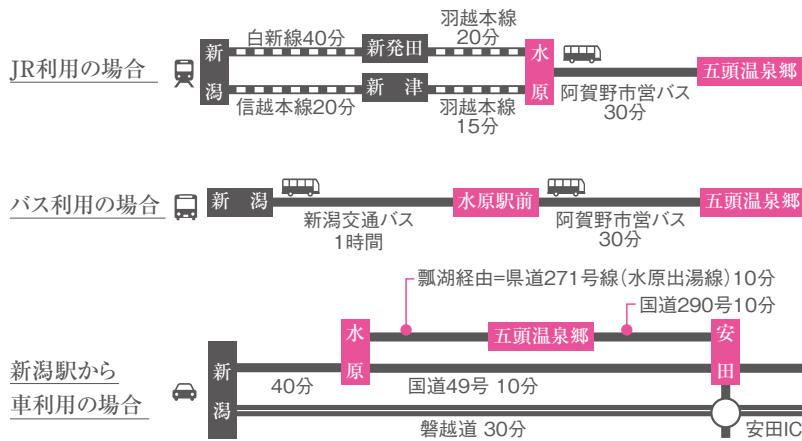 JR利用の場合
新潟
白新線40分
新発田
羽越本線
20分
水原
信越本線20分
新津
羽越本線
15分
阿賀野市営バス
30分
五頭温泉郷
バス利用の場合
新潟
新潟交通バス
1時間
水原駅前
阿賀野市営バス
30分
五頭温泉郷
新潟駅から
車利用の場合
新潟
瓢湖経由=県道271号線(水原出湯線)10分
国道290号10分
水原
五頭温泉郷
安田
40分
国道49号 10分
磐越道 30分
安田IC